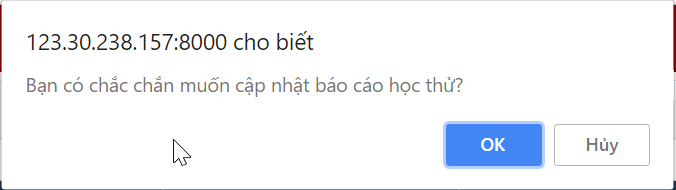 123.30.238.157:8000 cho biết
Bạn có chắc chắn muốn cập nhật báo cáo học thử?
OK Hủy